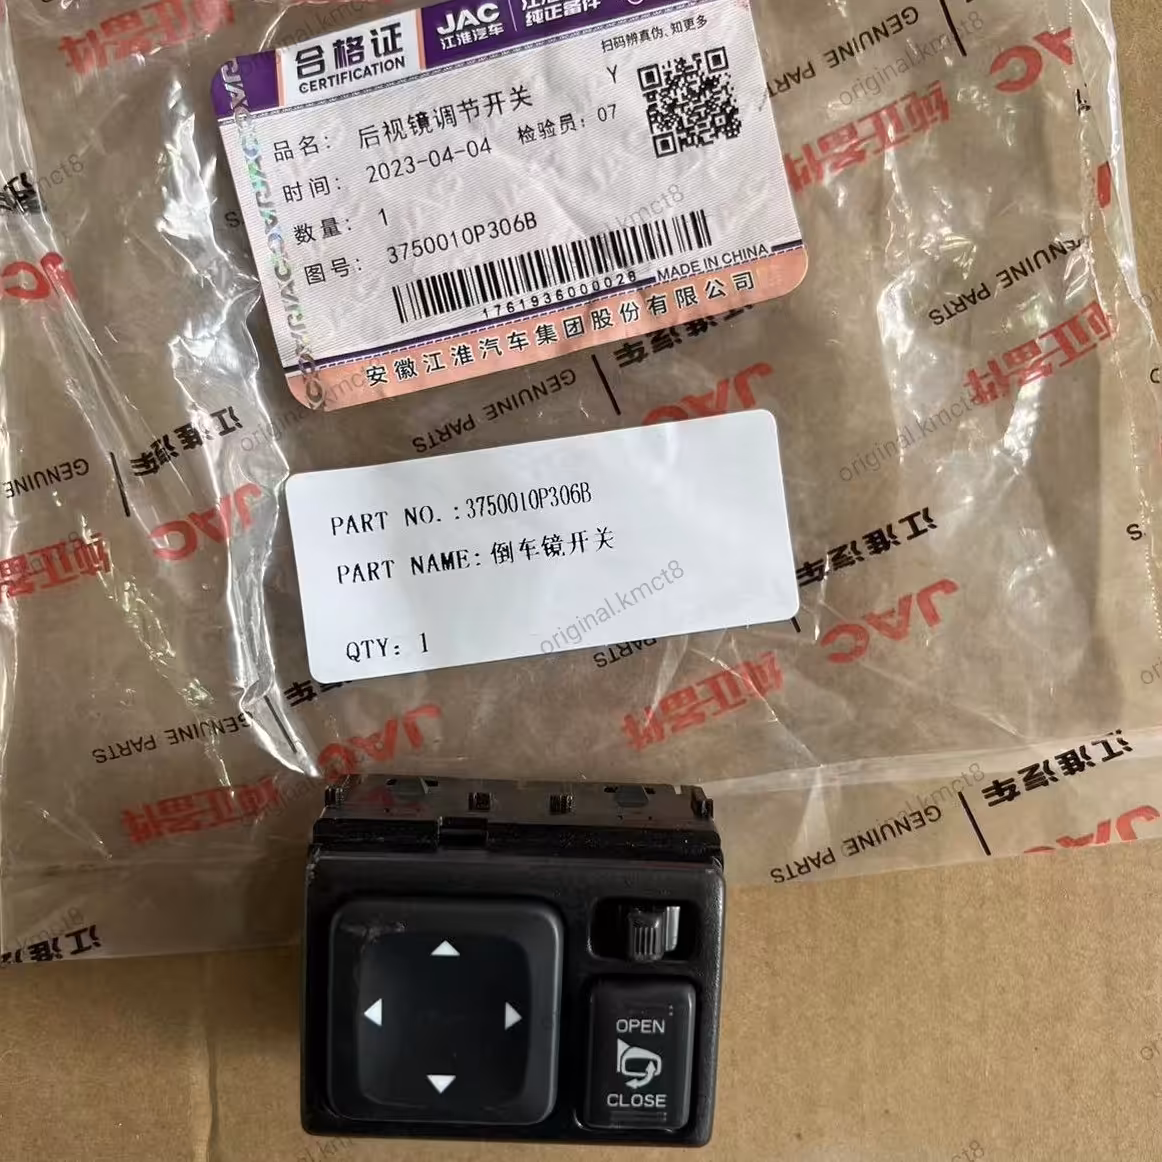 合格证
CERTIFICATION
JAC
江淮汽车
纯正备件
扫码辨真伪、知更多
品名： 后视镜调节开关
Y
时间： 2023-04-04 检验员：07
数量： 1
图号： 3750010P306B
1761936000028
MADE IN CHINA
安徽江淮汽车集团股份有限公司
PART NO.:3750010P306B
PART NAME:倒车镜开关
QTY: 1
JAC
纯正备件
江淮汽车
GENUINE PARTS
OPEN
CLOSE
original.kmct8